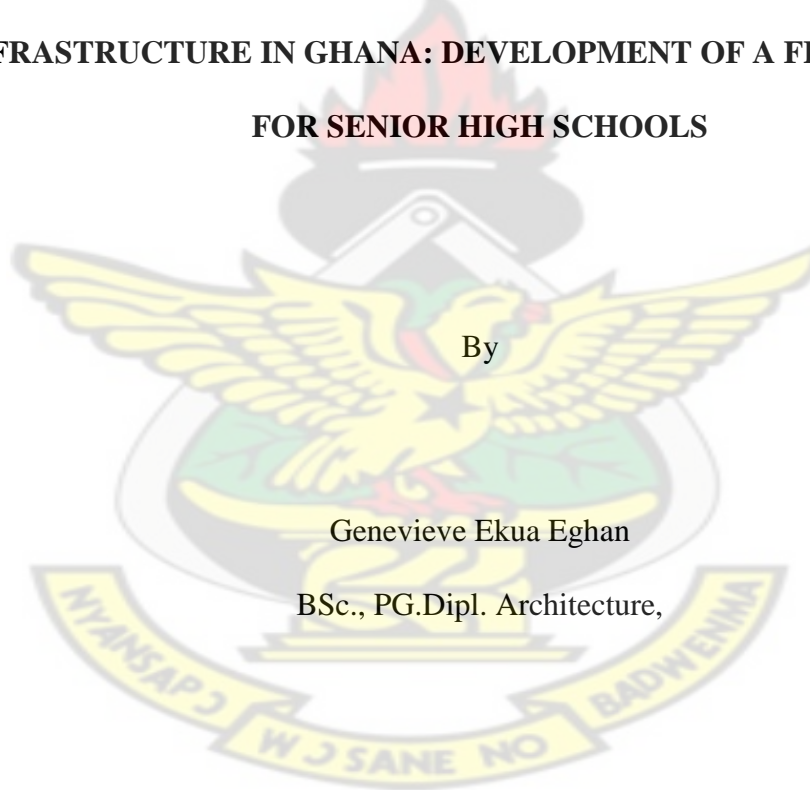 FRASTRUCTURE IN GHANA: DEVELOPMENT OF A
FOR SENIOR HIGH SCHOOLS
By
Genevieve Ekua Eghan
BSc., PG.Dipl. Architecture,
NYANSAPƆ WƆSANE NO BADWENMA